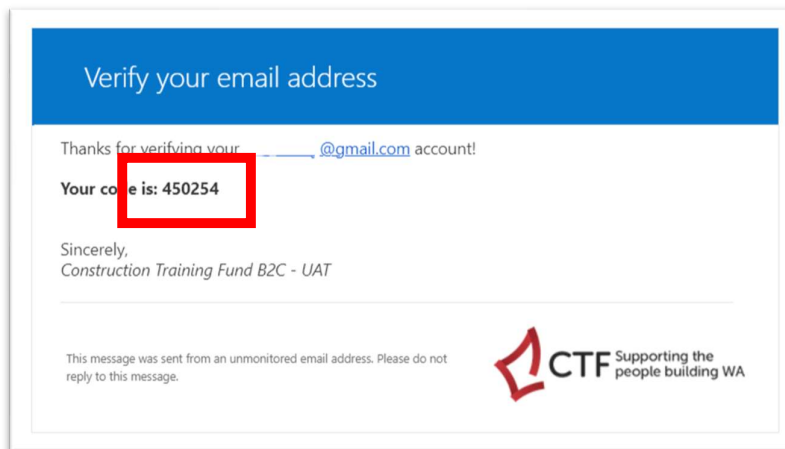 Verify your email address
Thanks for verifying your @gmail.com account!
Your code is: 450254
Sincerely,
Construction Training Fund B2C - UAT
This message was sent from an unmonitored email address. Please do not
reply to this message.
CTF Supporting the
people building WA